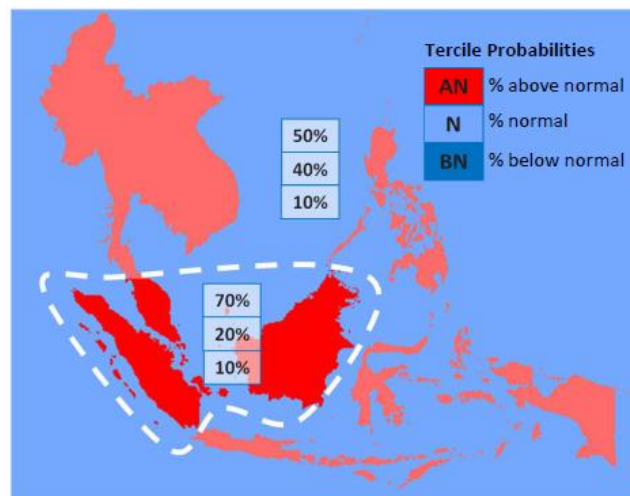 Tercile Probabilities
AN % above normal
N % normal
BN % below normal
50%
40%
10%
70%
20%
10%